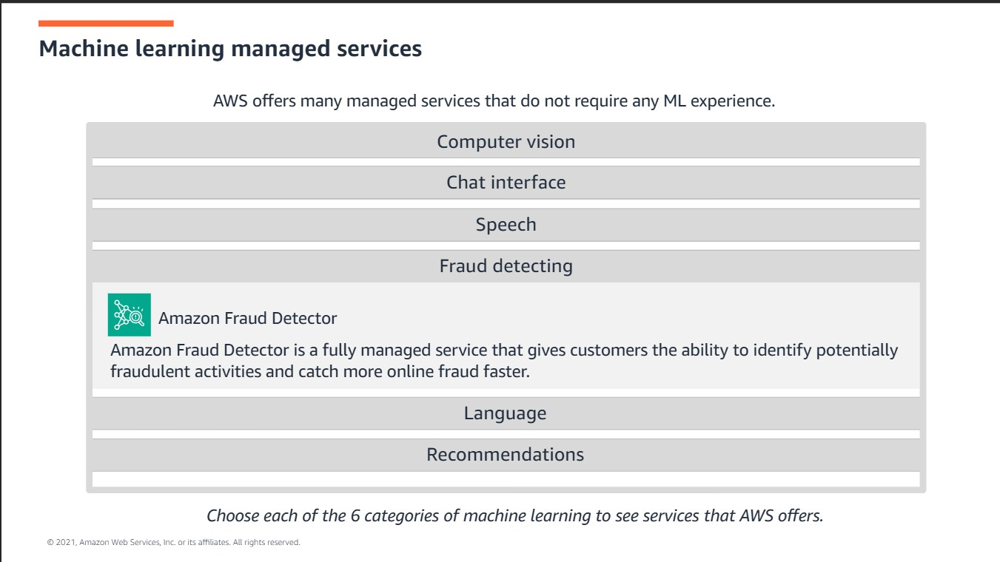 Machine learning managed services
AWS offers many managed services that do not require any ML experience.
Computer vision
Chat interface
Speech
Fraud detecting
Amazon Fraud Detector
Amazon Fraud Detector is a fully managed service that gives customers the ability to identify potentially
fraudulent activities and catch more online fraud faster.
Language
Recommendations
Choose each of the 6 categories of machine learning to see services that AWS offers.
© 2021, Amazon Web Services, Inc. or its affiliates. All rights reserved.